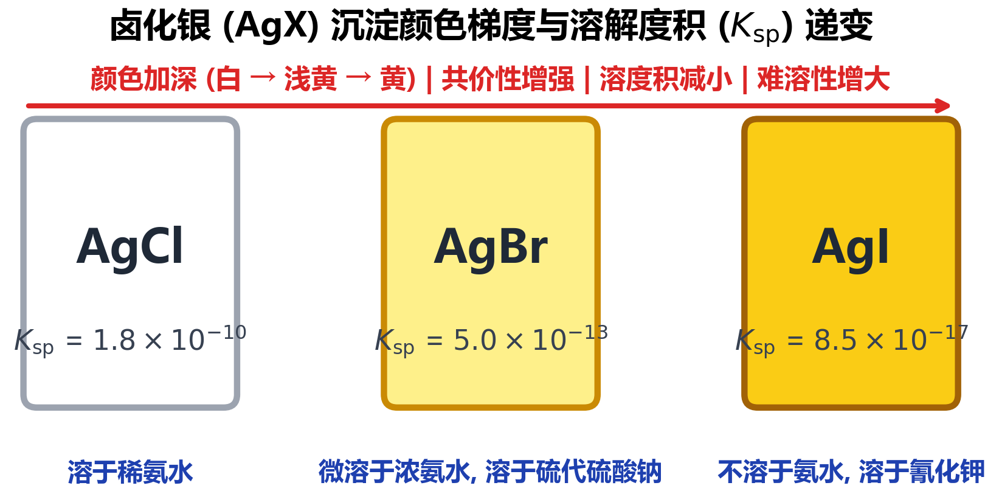 卤化银 (AgX) 沉淀颜色梯度与溶解度积 (Ksp) 递变
颜色加深 (白 → 浅黄 → 黄) | 共价性增强 | 溶度积减小 | 难溶性增大
AgCl
AgBr
AgI
Ksp = 1.8 × 10⁻¹⁰
Ksp = 5.0 × 10⁻¹³
Ksp = 8.5 × 10⁻¹⁷
溶于稀氨水
微溶于浓氨水, 溶于硫代硫酸钠
不溶于氨水, 溶于氰化钾